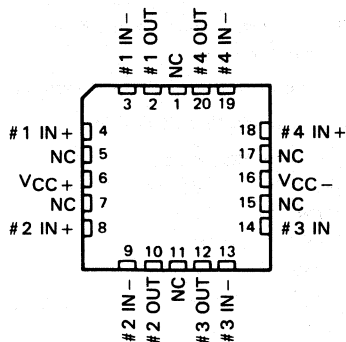 #1 IN-
#1 OUT
NC
#4 OUT
#4 IN-
3 2 1 20 19
#1 IN+ 4
NC 5
VCC+ 6
NC 7
#2 IN+ 8
18 #4 IN+
17 NC
16 VCC-
15 NC
14 #3 IN
9 10 11 12 13
#2 IN-
#2 OUT
NC
#3 OUT
#3 IN-